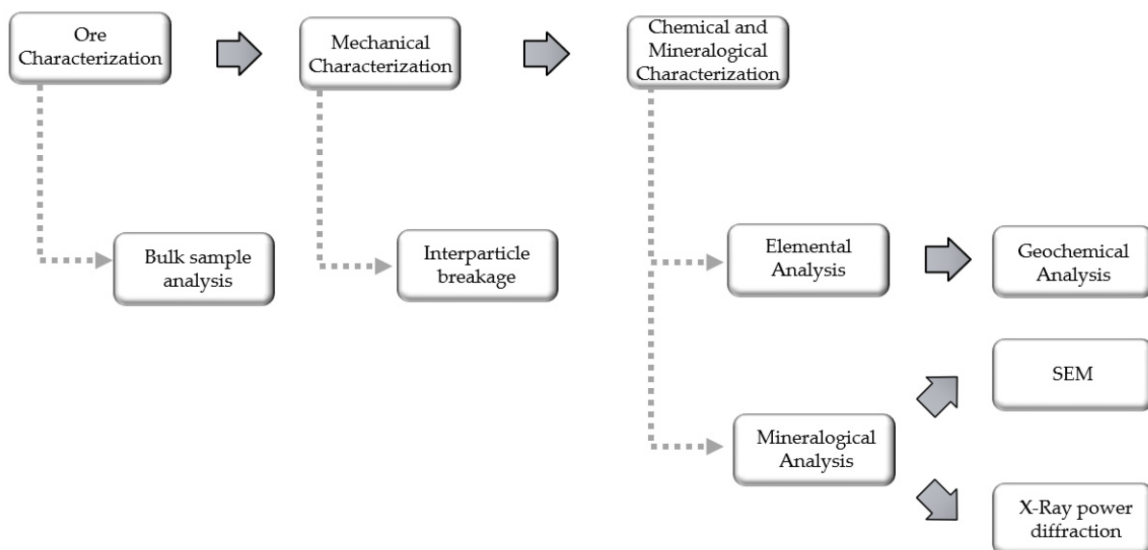 Ore
Characterization
Mechanical
Characterization
Chemical and
Mineralogical
Characterization
Bulk sample
analysis
Interparticle
breakage
Elemental
Analysis
Geochemical
Analysis
SEM
Mineralogical
Analysis
X-Ray power
diffraction